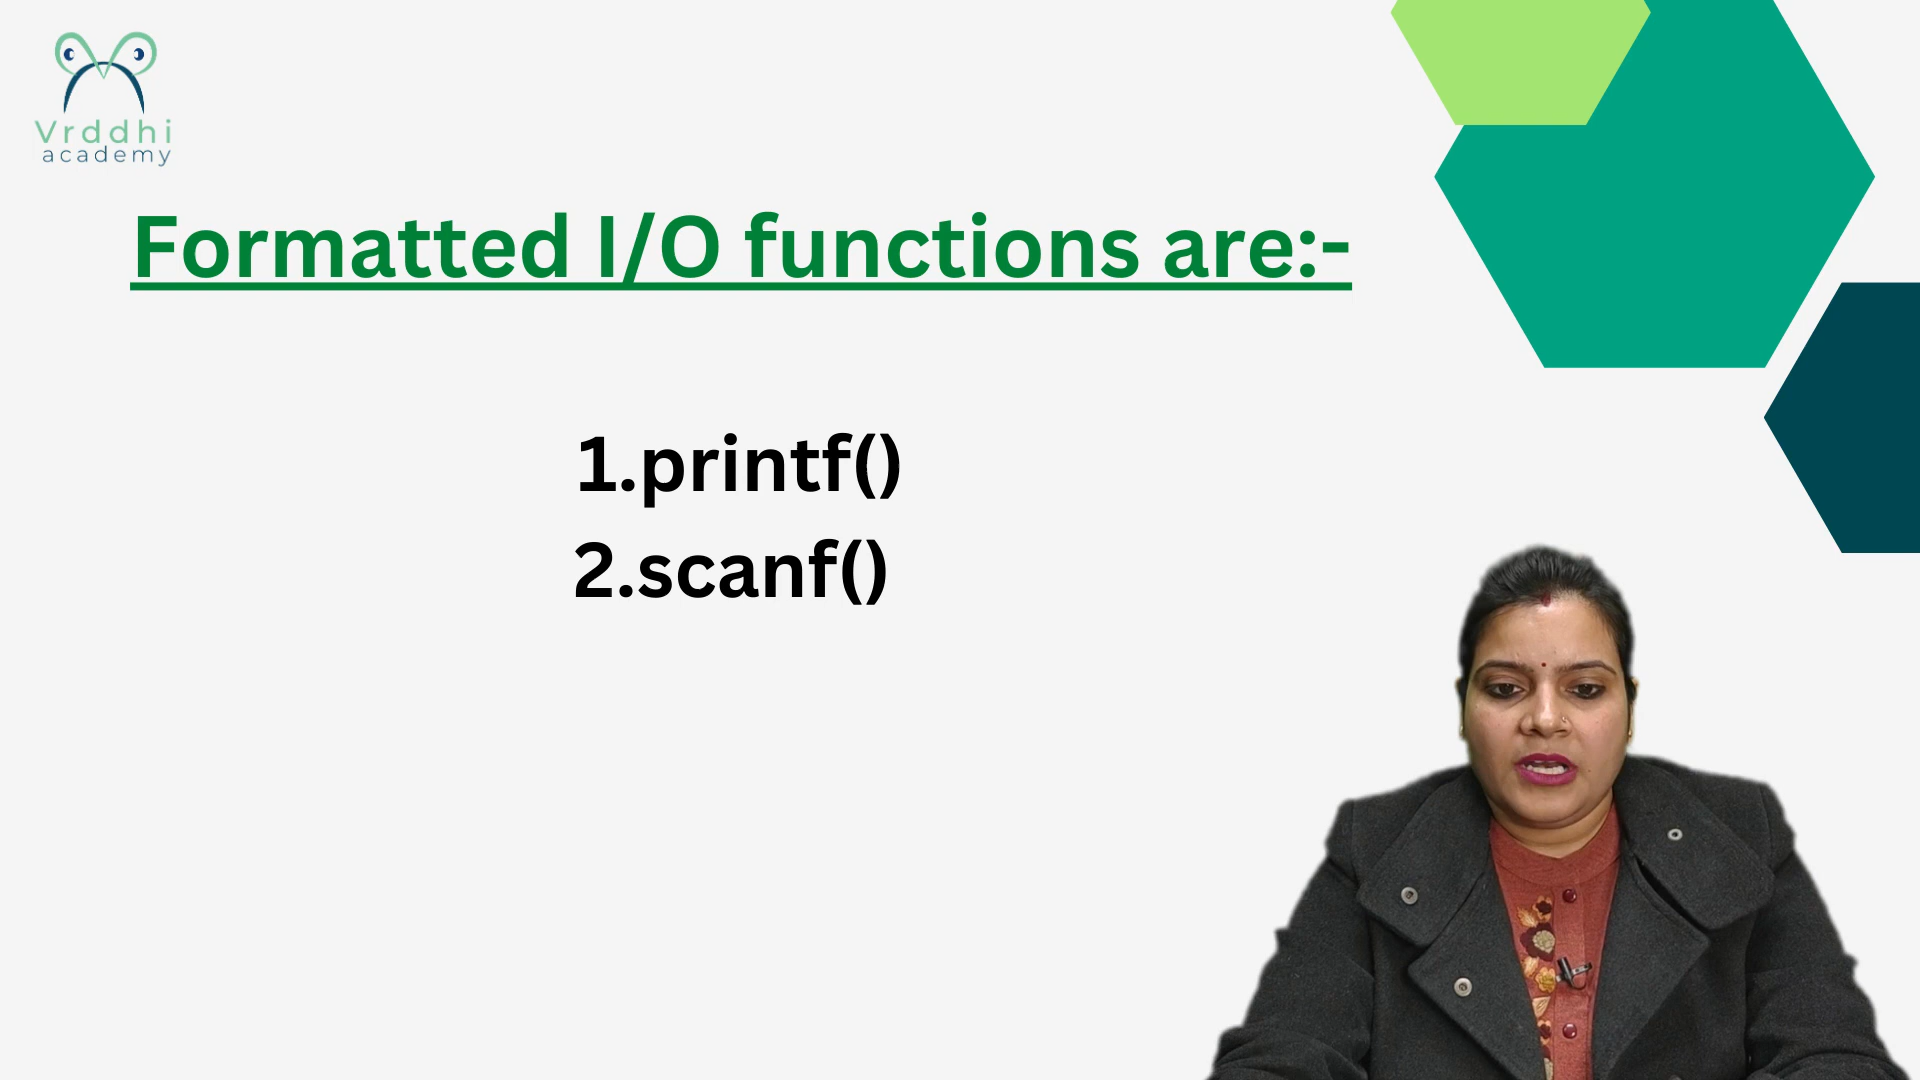 Vrddhi
academy
Formatted I/O functions are:-
1.printf()
2.scanf()